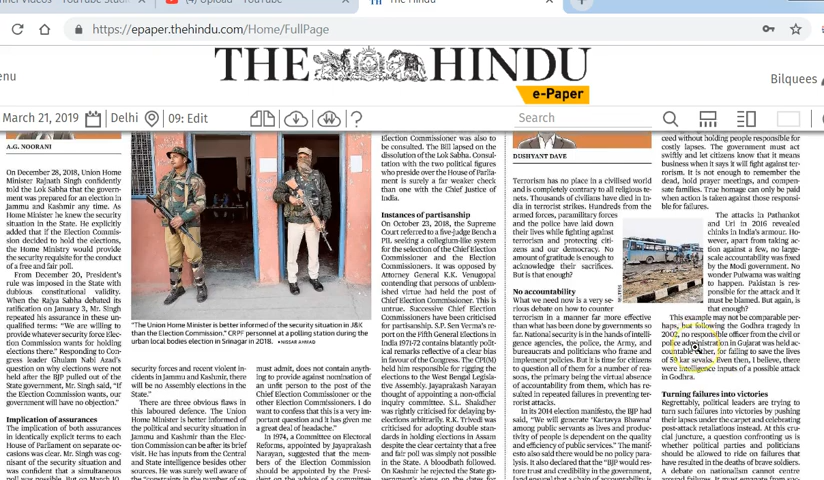 nnel Videos - YouTube Studi
(4) Upload - YouTube
The Hindu
https://epaper.thehindu.com/Home/FullPage
enu
THE HINDU
e-Paper
Bilquees
March 21, 2019
Delhi
09: Edit
Search
A.G. NOORANI
On December 28, 2018, Union Home
Minister Rajnath Singh confidently
told the Lok Sabha that the govern-
ment was prepared for an election in
Jammu and Kashmir any time. As
Home Minister he knew the security
situation in the State. He explicitly
added that if the Election Commis-
sion decided to hold the elections,
the Home Ministry would provide
the security requisite for the conduct
of a free and fair poll.
From December 20, President's
rule was imposed in the State with
dubious constitutional validity.
When the Rajya Sabha debated its
ratification on January 3, Mr. Singh
repeated his assurance in these un-
qualified terms: "We are willing to
provide whatever security force Elec-
tion Commission wants for holding
elections there." Responding to Con-
gress leader Ghulam Nabi Azad's
question on why elections were not
held after the BJP pulled out of the
State government, Mr. Singh said, "If
the Election Commission wants, our
government will have no objection."
Implication of assurances
The implication of both assurances
in identically explicit terms to each
House of Parliament on separate oc-
casions was clear. Mr. Singh was cog-
nisant of the security situation and
was confident that a simultaneous
"The Union Home Minister is better informed of the security situation in J&K
than the Election Commission." CRPF personnel at a polling station during the
urban local bodies election in Srinagar in 2018. NISSAR AHMAD
security forces and recent violent in-
cidents in Jammu and Kashmir, there
will be no Assembly elections in the
State."
There are three obvious flaws in
this laboured defence. The Union
Home Minister is better informed of
the political and security situation in
Jammu and Kashmir than the Elec-
tion Commission can be after its brief
visit. He has inputs from the Central
and State intelligence besides other
sources. He was surely well aware of
the "constraints in the number of se-
must admit, does not contain anyth-
ing to provide against nomination of
an unfit person to the post of the
Chief Election Commissioner or the
other Election Commissioners. I do
want to confess that this is a very im-
portant question and it has given me
a great deal of headache."
In 1974, a Committee on Electoral
Reforms, appointed by Jayaprakash
Narayan, suggested that the mem-
bers of the Election Commission
should be appointed by the Presi-
dent on the advice of a committee
Election Commissioner was also to
be consulted. The Bill lapsed on the
dissolution of the Lok Sabha. Consul-
tation with the two political figures
who preside over the House of Parlia-
ment is surely a far weaker check
than one with the Chief Justice of
India.
Instances of partisanship
On October 23, 2018, the Supreme
Court referred to a five-judge Bench a
PIL seeking a collegium-like system
for the selection of the Chief Election
Commissioner and the Election
Commissioners. It was opposed by
Attorney General K.K. Venugopal
contending that persons of unblem-
ished virtue had held the post of
Chief Election Commissioner. This is
untrue. Successive Chief Election
Commissioners have been criticised
for partisanship. S.P. Sen Verma's re-
port on the Fifth General Elections in
India 1971-72 contains blatantly polit-
ical remarks reflective of a clear bias
in favour of the Congress. The CPI(M)
held him responsible for rigging the
elections to the West Bengal Legisla-
tive Assembly. Jayaprakash Narayan
thought of appointing a non-official
inquiry committee. S.L. Shakdher
was rightly criticised for delaying by-
elections arbitrarily. R.K. Trivedi was
criticised for adopting double stan-
dards in holding elections in Assam
despite the clear certainty that a free
and fair poll was simply not possible
in the State. A bloodbath followed.
On Kashmir he rejected the State go-
DUSHYANT DAVE
Terrorism has no place in a civilised world
and is completely contrary to all religious te-
nets. Thousands of civilians have died in In-
dia in terrorist strikes. Hundreds from the
armed forces, paramilitary forces
and the police have laid down
their lives while fighting against
terrorism and protecting citi-
zens and our democracy. No
amount of gratitude is enough to
acknowledge their sacrifices.
But is that enough?
No accountability
What we need now is a very se-
rious debate on how to counter
terrorism in a manner far more effective
than what has been done by governments so
far. National security is in the hands of intelli-
gence agencies, the police, the Army, and
bureaucrats and politicians who frame and
implement policies. But it is time for citizens
to question all of them for a number of rea-
sons, the primary being the virtual absence
of accountability from them, which has re-
sulted in repeated failures in preventing ter-
rorist attacks.
In its 2014 election manifesto, the BJP had
said, "We will generate 'Kartavya Bhawna'
among public servants as lives and produc-
tivity of people is dependent on the quality
and efficiency of public services." The manif-
esto also said there would be no policy para-
lysis. It also declared that the "BJP would res-
tore trust and credibility in the government,
ceed without holding people responsible for
costly lapses. The government must act
swiftly and let citizens know that it means
business when it says it will fight against ter-
rorism. It is not enough to remember the
dead, hold prayer meetings, and compen-
sate families. True homage can only be paid
when action is taken against those responsi-
ble for failures.
The attacks in Pathankot
and Uri in 2016 revealed
chinks in India's armour. Ho-
wever, apart from taking ac-
tion against a few, no large-
scale accountability was fixed
by the Modi government. No
wonder Pulwama was waiting
to happen. Pakistan is res-
ponsible for the attack and it
must be blamed. But again, is
that enough?
This example may not be comparable per-
haps, but following the Godhra tragedy in
2002, no responsible officer from the civil or
police administration in Gujarat was held ac-
countable either, for failing to save the lives
of 59 kar sevaks. Even then, I believe, there
were intelligence inputs of a possible attack
in Godhra.
Turning failures into victories
Regrettably, political leaders are trying to
turn such failures into victories by pushing
their lapses under the carpet and celebrating
post-attack retaliations instead. At this cru-
cial juncture, a question confronting us is
whether political parties and politicians
should be allowed to ride on failures that
have resulted in the deaths of brave soldiers.
A debate on nationalism cannot centre